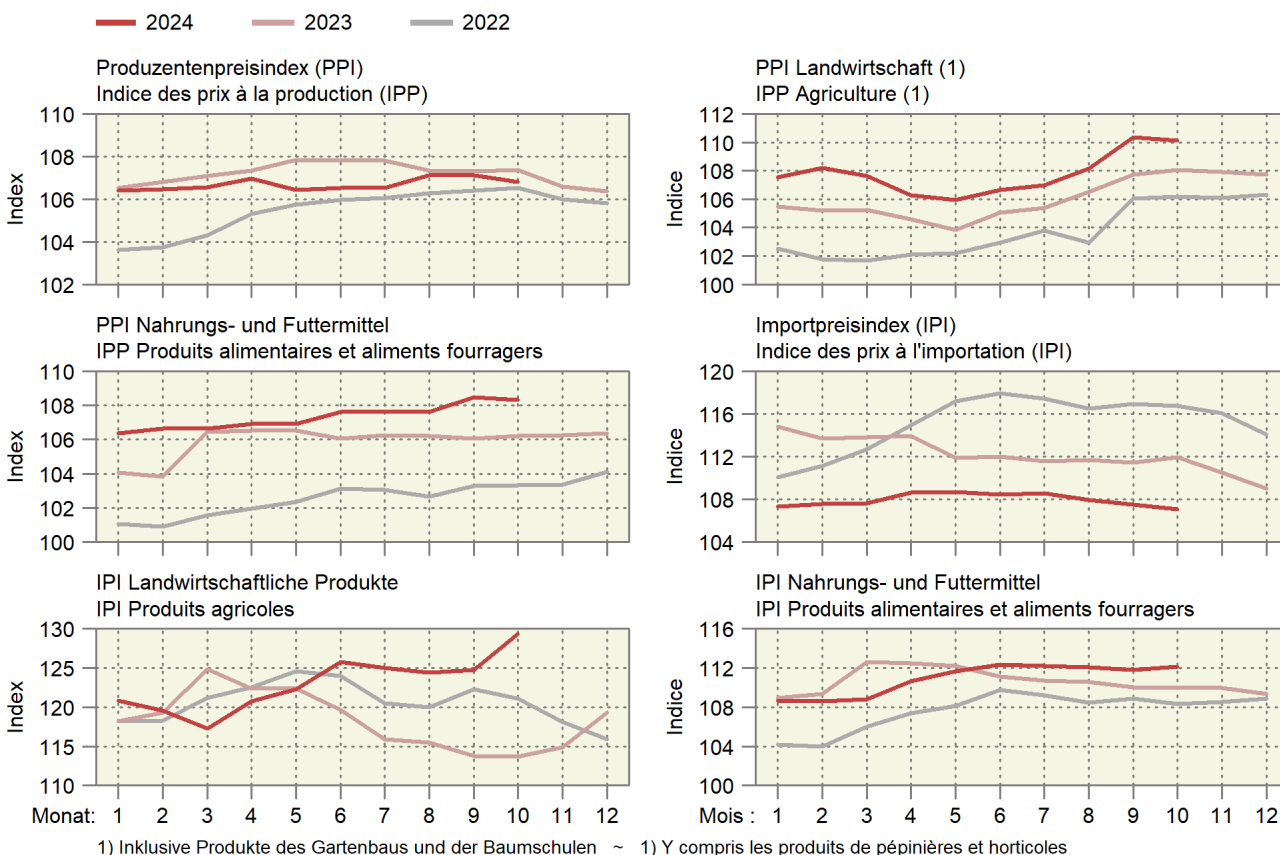 2024 2023 2022
Produzentenpreisindex (PPI)
Indice des prix à la production (IPP)
110
108
106
104
102
Index
PPI Landwirtschaft (1)
IPP Agriculture (1)
112
110
108
106
104
102
100
Indice
PPI Nahrungs- und Futtermittel
IPP Produits alimentaires et aliments fourragers
110
108
106
104
102
100
Index
Importpreisindex (IPI)
Indice des prix à l'importation (IPI)
120
116
112
108
104
Indice
IPI Landwirtschaftliche Produkte
IPI Produits agricoles
130
125
120
115
110
Index
Monat: 1 2 3 4 5 6 7 8 9 10 11 12
IPI Nahrungs- und Futtermittel
IPI Produits alimentaires et aliments fourragers
116
112
108
104
100
Indice
Mois : 1 2 3 4 5 6 7 8 9 10 11 12
1) Inklusive Produkte des Gartenbaus und der Baumschulen ~ 1) Y compris les produits de pépinières et horticoles